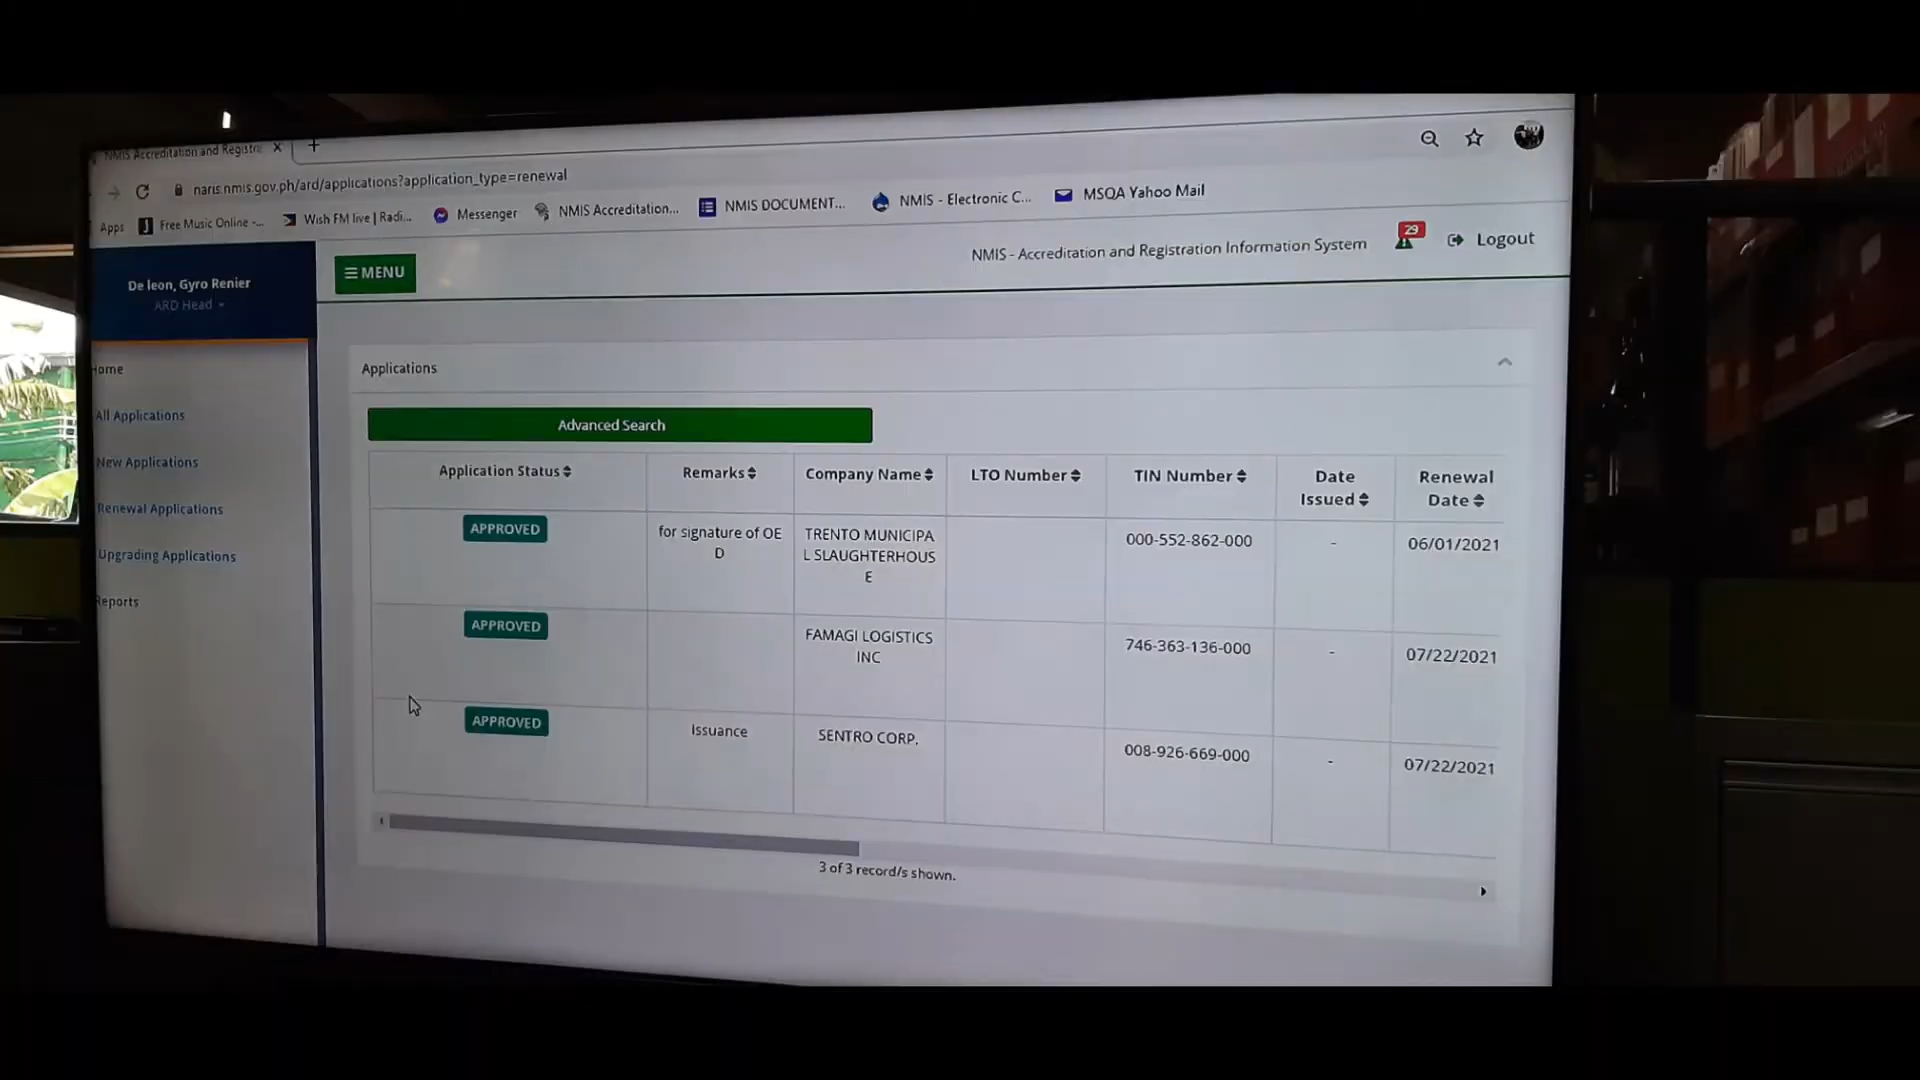 NMIS Accreditation and Registra
naris.nmis.gov.ph/ard/applications?application_type=renewal
Apps Free Music Online -... Wish FM live | Radi... Messenger NMIS Accreditation... NMIS DOCUMENT... NMIS - Electronic C... MSQA Yahoo Mail
De leon, Gyro Renier
ARD Head
MENU
NMIS - Accreditation and Registration Information System
29
Logout
ome
All Applications
New Applications
Renewal Applications
Upgrading Applications
Reports
Applications
Advanced Search
Application Status Remarks Company Name LTO Number TIN Number Date Issued Renewal Date
APPROVED for signature of OE D TRENTO MUNICIPA L SLAUGHTERHOUS E 000-552-862-000 - 06/01/2021
APPROVED FAMAGI LOGISTICS INC 746-363-136-000 - 07/22/2021
APPROVED Issuance SENTRO CORP. 008-926-669-000 - 07/22/2021
3 of 3 record/s shown.